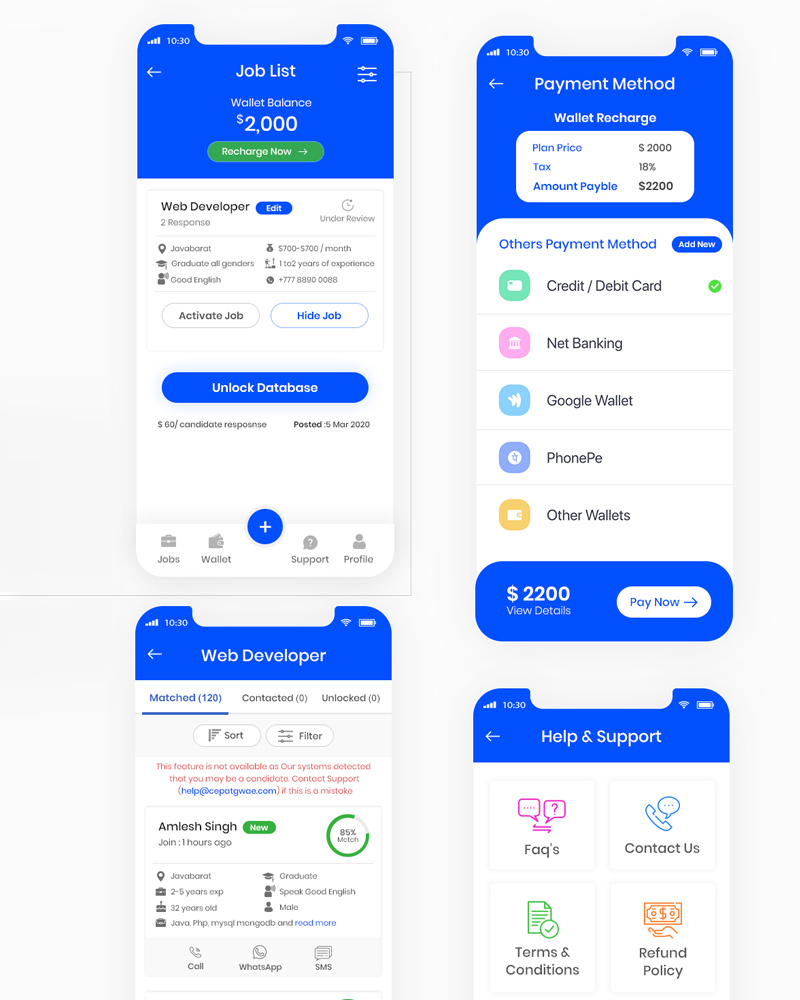 10:30
Job List
Wallet Balance
$2,000
Recharge Now
Web Developer Edit
2 Response
Under Review
Javabarat
$700-$700 / month
Graduate all genders
1 to2 years of experience
Good English
+777 8890 0088
Activate Job
Hide Job
Unlock Database
$ 60/ candidate resposnse
Posted :5 Mar 2020
+
Jobs
Wallet
Support
Profile
10:30
Payment Method
Wallet Recharge
Plan Price $ 2000
Tax 18%
Amount Payble $2200
Others Payment Method Add New
Credit / Debit Card
Net Banking
Google Wallet
PhonePe
Other Wallets
$ 2200
View Details
Pay Now
10:30
Web Developer
Matched (120) Contacted (0) Unlocked (0)
Sort
Filter
This feature is not available as Our systems detected
that you may be a candidate. Contact Support
(help@cepatgwae.com) if this is a mistake
Amlesh Singh New
Join : 1 hours ago
85%
Match
Javabarat
Graduate
2-5 years exp
Speak Good English
32 years old
Male
Java, Php, mysql mongodb and read more
Call
WhatsApp
SMS
10:30
Help & Support
Faq's
Contact Us
Terms &
Conditions
Refund
Policy